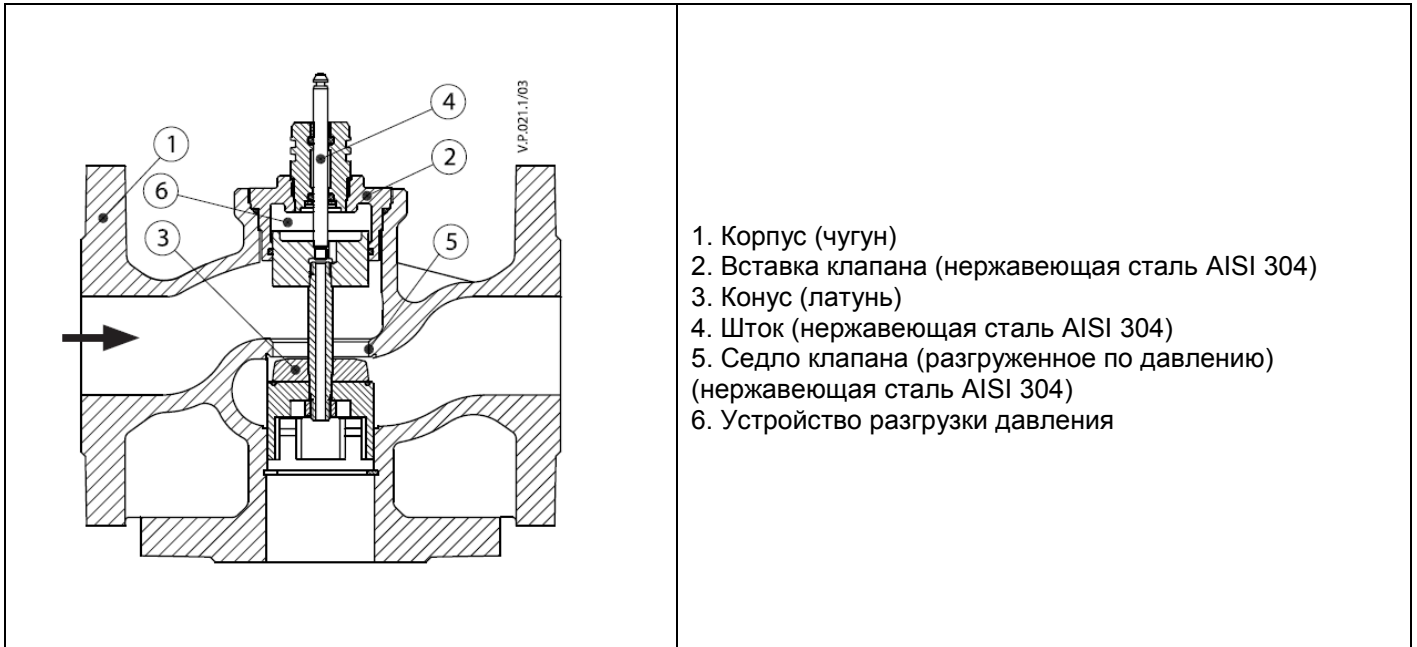 V.P.021.1/03
4
1
2
6
3
5
1. Корпус (чугун)
2. Вставка клапана (нержавеющая сталь AISI 304)
3. Конус (латунь)
4. Шток (нержавеющая сталь AISI 304)
5. Седло клапана (разгруженное по давлению)
(нержавеющая сталь AISI 304)
6. Устройство разгрузки давления